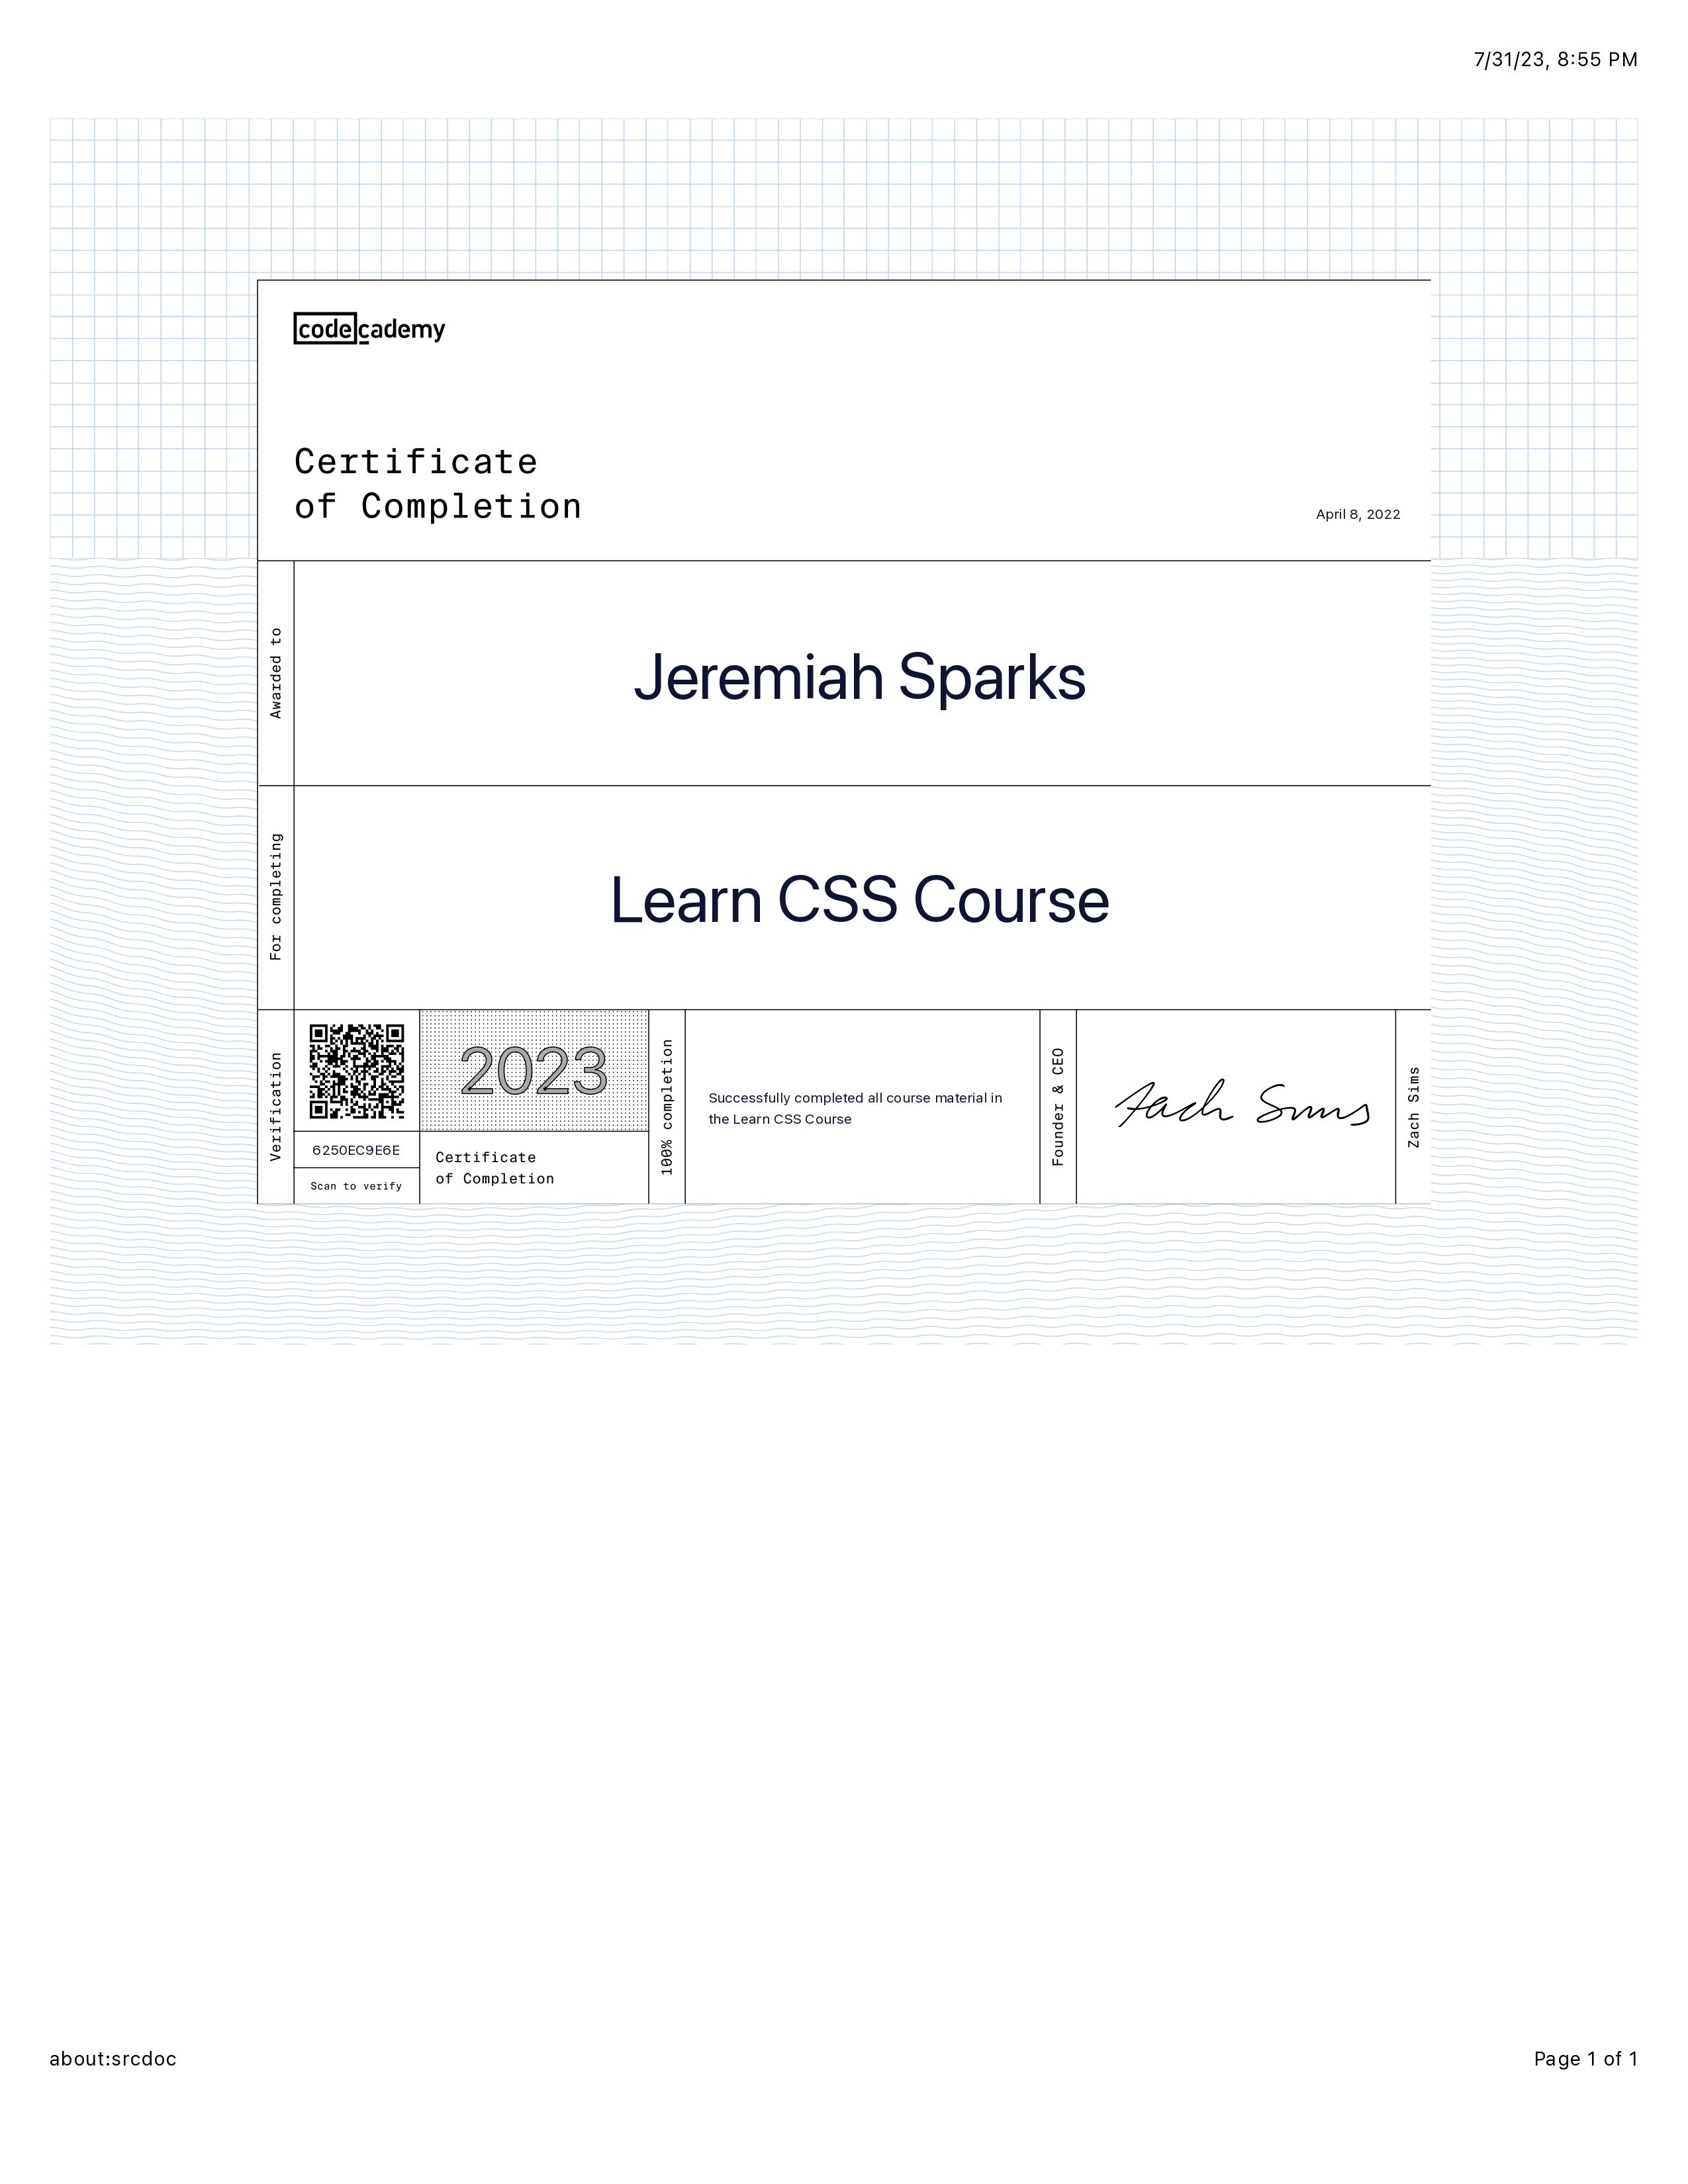 7/31/23, 8:55 PM
codecademy
Certificate
of Completion
April 8, 2022
Awarded to
Jeremiah Sparks
For completing
Learn CSS Course
Verification
6250EC9E6E
Scan to verify
2023
Certificate
of Completion
100% completion
Successfully completed all course material in
the Learn CSS Course
Founder & CEO
Zach Sims
Zach Sims
about:srcdoc
Page 1 of 1